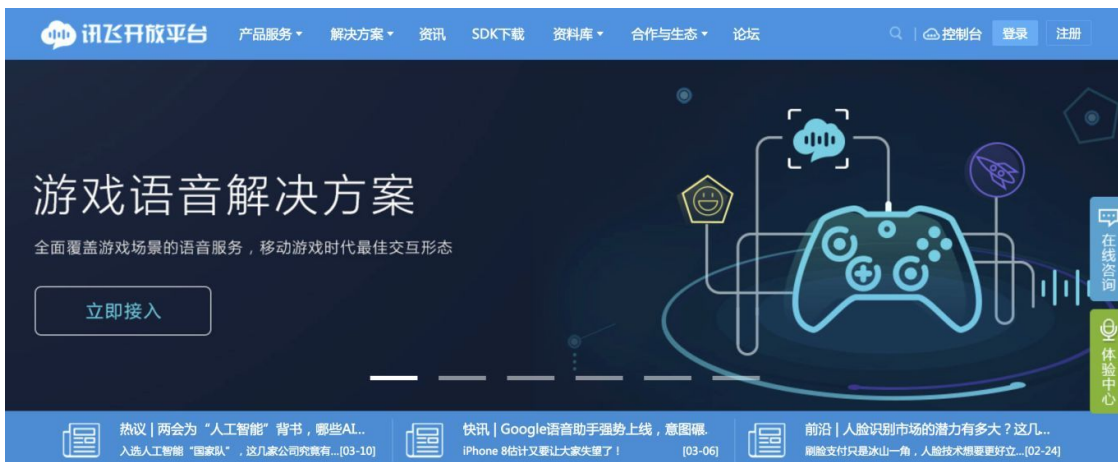 讯飞开放平台 产品服务 解决方案 资讯 SDK下载 资料库 合作与生态 论坛 控制台 登录 注册
游戏语音解决方案
全面覆盖游戏场景的语音服务，移动游戏时代最佳交互形态
立即接入
在线咨询
体验中心
热议 | 两会为“人工智能”背书，哪些AI...
入选人工智能“国家队”，这几家公司究竟有...[03-10]
快讯 | Google语音助手强势上线，意图碾.
iPhone 8估计又要让大家失望了！ [03-06]
前沿 | 人脸识别市场的潜力有多大？这几...
刷脸支付只是冰山一角，人脸技术想要更好立...[02-24]